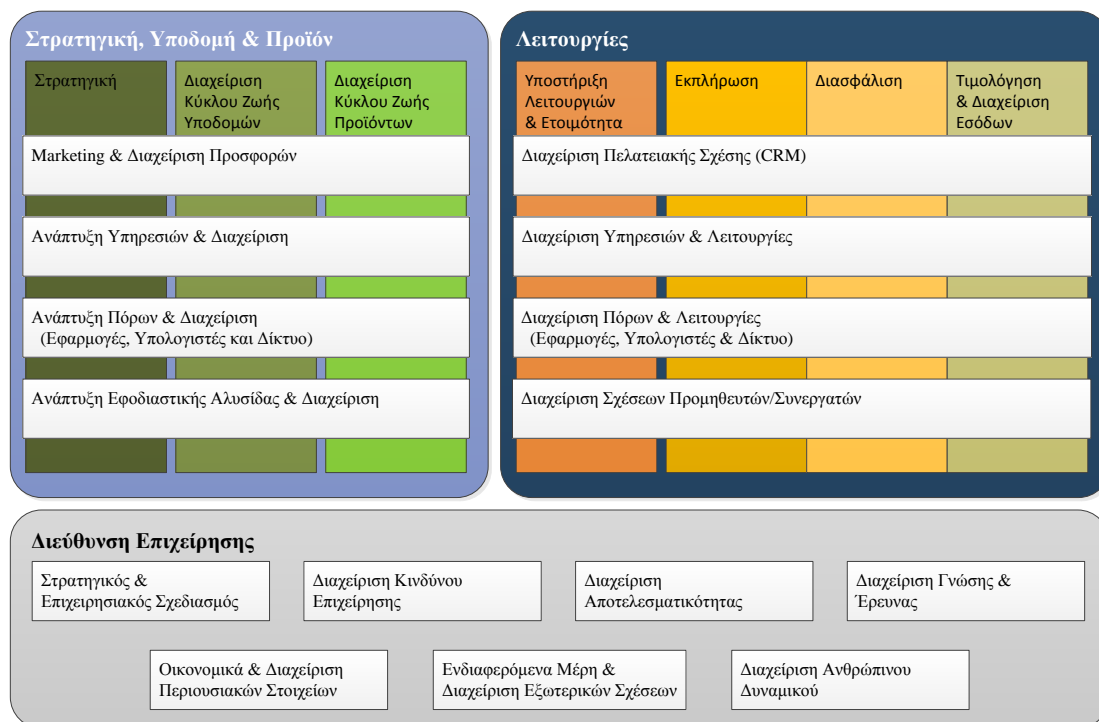 Στρατηγική, Υποδομή & Προϊόν
Στρατηγική
Διαχείριση
Κύκλου Ζωής
Υποδομών
Διαχείριση
Κύκλου Ζωής
Προϊόντων
Marketing & Διαχείριση Προσφορών
Ανάπτυξη Υπηρεσιών & Διαχείριση
Ανάπτυξη Πόρων & Διαχείριση
(Εφαρμογές, Υπολογιστές και Δίκτυο)
Ανάπτυξη Εφοδιαστικής Αλυσίδας & Διαχείριση
Λειτουργίες
Υποστήριξη
Λειτουργιών
& Ετοιμότητα
Εκπλήρωση
Διασφάλιση
Τιμολόγηση
& Διαχείριση
Εσόδων
Διαχείριση Πελατειακής Σχέσης (CRM)
Διαχείριση Υπηρεσιών & Λειτουργίες
Διαχείριση Πόρων & Λειτουργίες
(Εφαρμογές, Υπολογιστές & Δίκτυο)
Διαχείριση Σχέσεων Προμηθευτών/Συνεργατών
Διεύθυνση Επιχείρησης
Στρατηγικός &
Επιχειρησιακός Σχεδιασμός
Διαχείριση Κινδύνου
Επιχείρησης
Διαχείριση
Αποτελεσματικότητας
Διαχείριση Γνώσης &
Έρευνας
Οικονομικά & Διαχείριση
Περιουσιακών Στοιχείων
Ενδιαφερόμενα Μέρη &
Διαχείριση Εξωτερικών Σχέσεων
Διαχείριση Ανθρώπινου
Δυναμικού